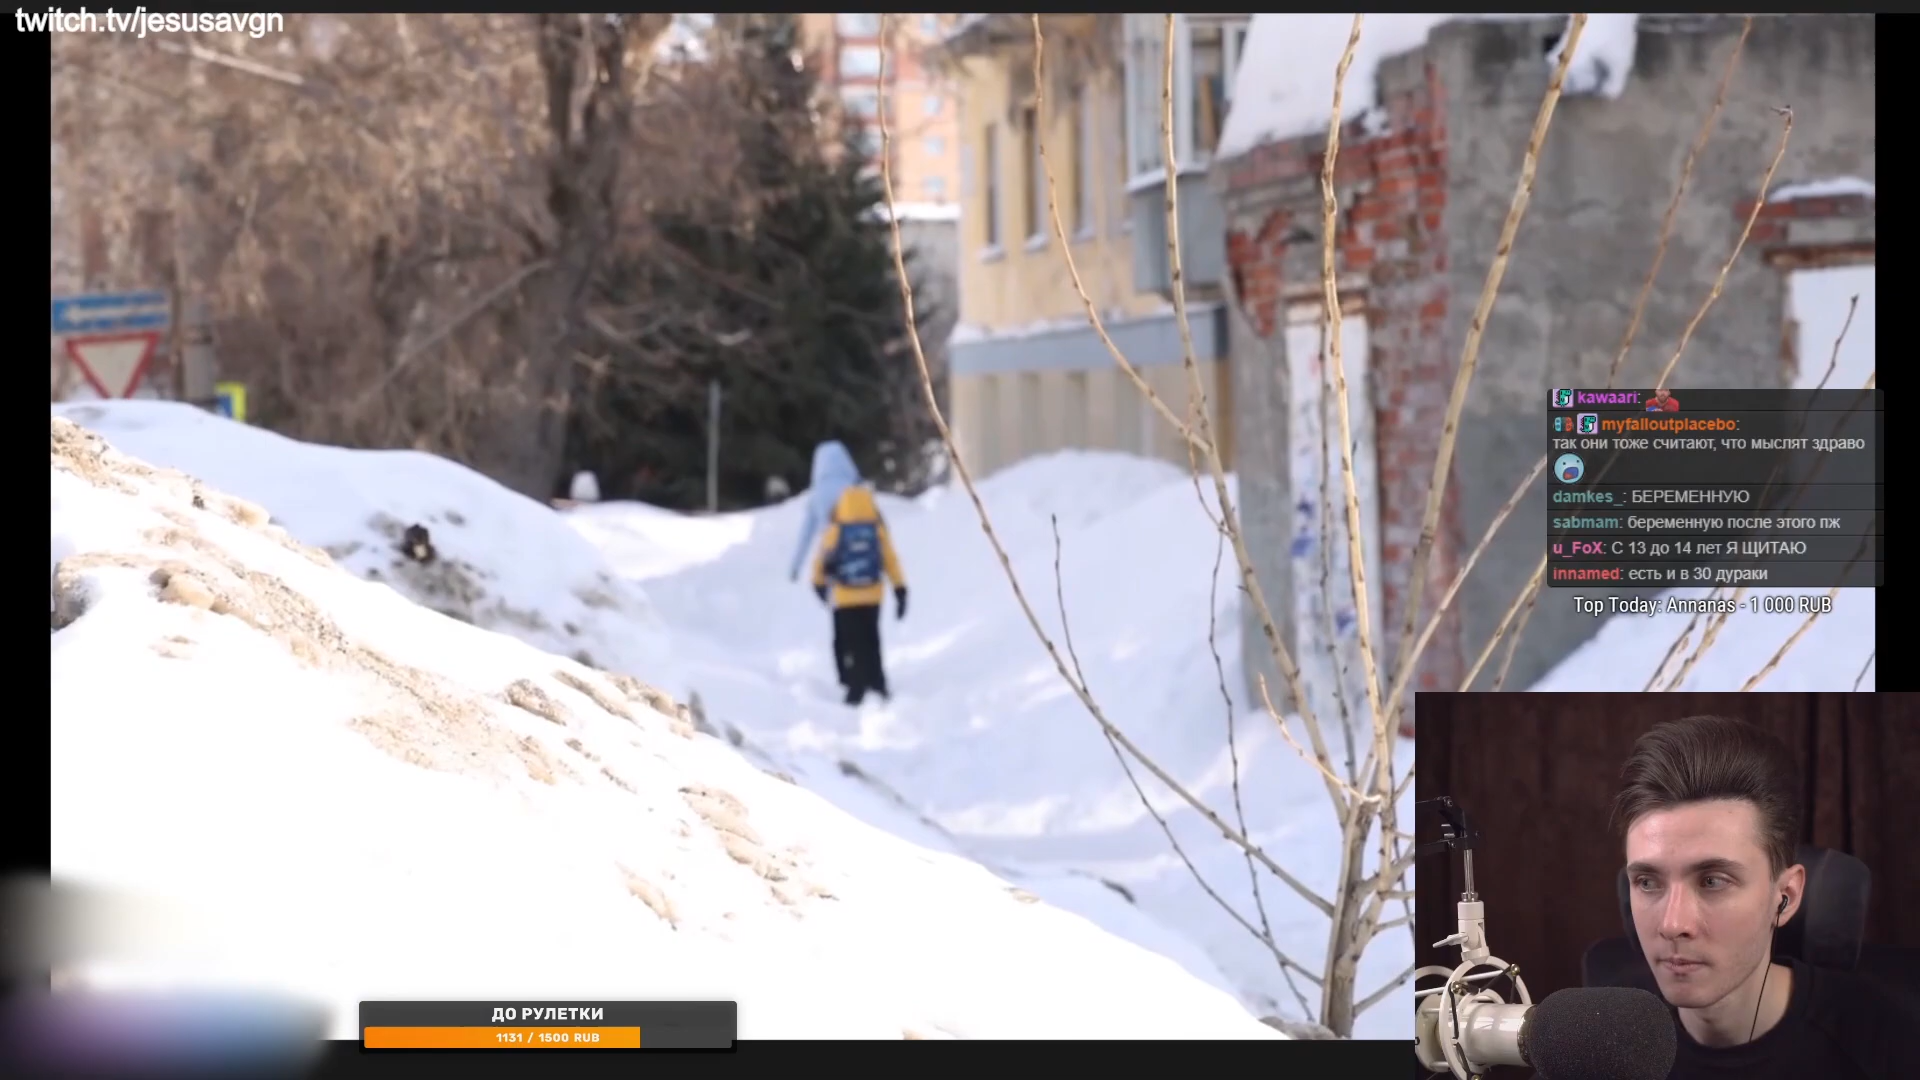 twitch.tv/jesusavgn
kawaari:
myfalloutplacebo:
так они тоже считают, что мыслят здраво
damkes_: БЕРЕМЕННУЮ
sabmam: беременную после этого пж
u_FoX: С 13 до 14 лет Я ЩИТАЮ
innamed: есть и в 30 дураки
Top Today: Annanas - 1 000 RUB
ДО РУЛЕТКИ
1131 / 1500 RUB